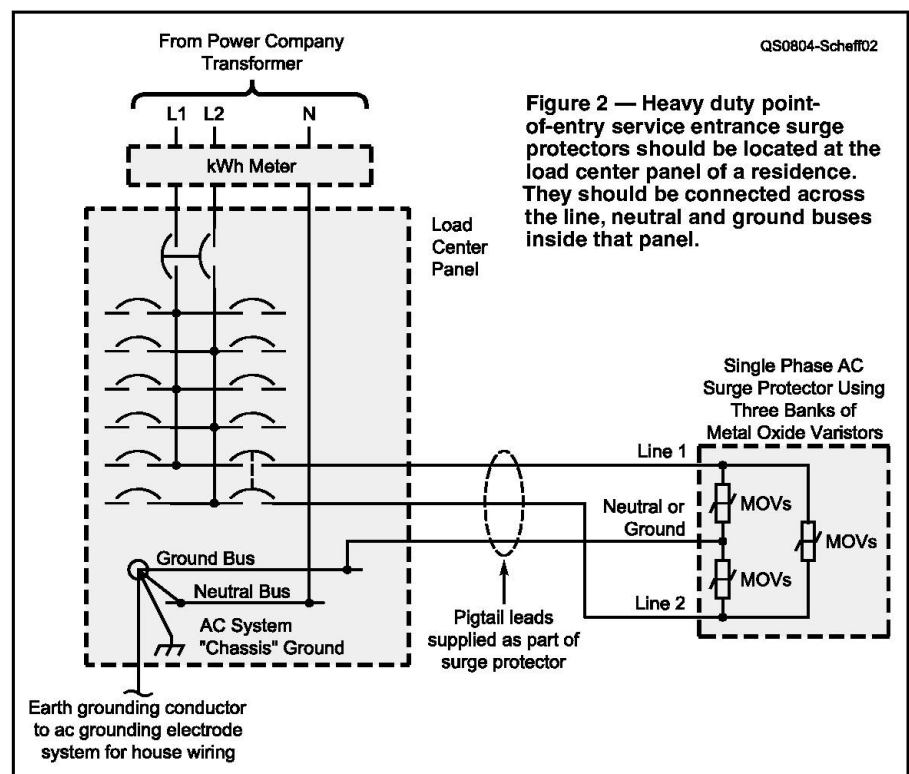 From Power Company
Transformer
QS0804-Scheff02
L1 L2 N
kWh Meter
Figure 2 — Heavy duty point-
of-entry service entrance surge
protectors should be located at the
load center panel of a residence.
They should be connected across
the line, neutral and ground buses
inside that panel.
Load
Center
Panel
Single Phase AC
Surge Protector Using
Three Banks of
Metal Oxide Varistors
Line 1
Neutral or
Ground
Line 2
MOVs
MOVs
MOVs
Ground Bus
Neutral Bus
AC System
"Chassis" Ground
Pigtail leads
supplied as part of
surge protector
Earth grounding conductor
to ac grounding electrode
system for house wiring